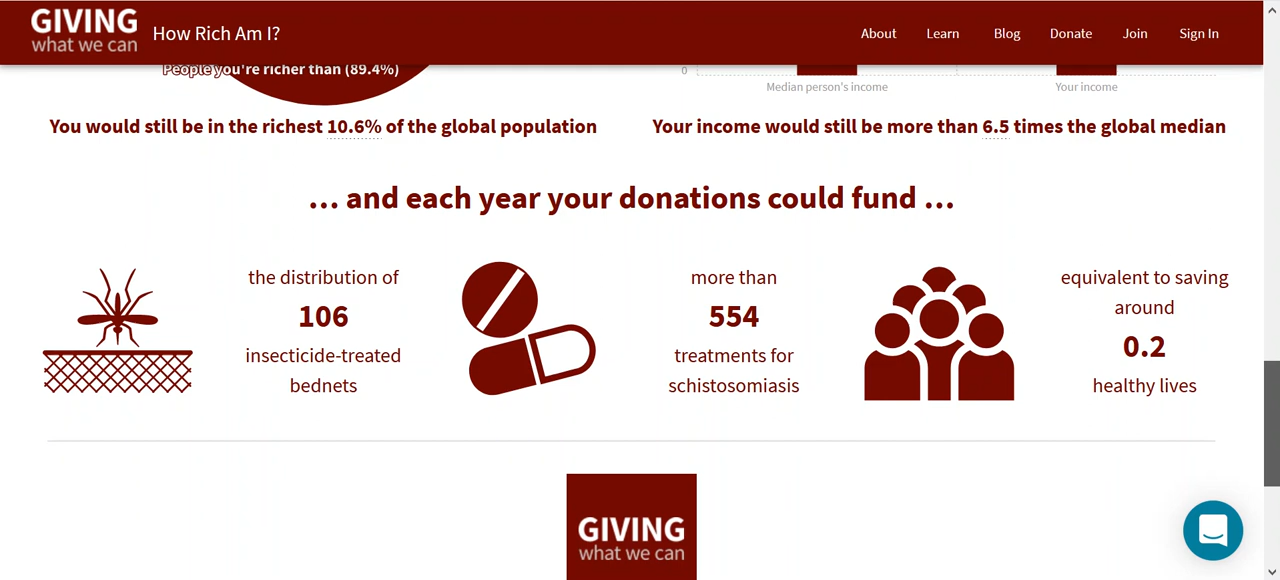 GIVING
what we can
How Rich Am I?
About
Learn
Blog
Donate
Join
Sign In
People you're richer than (89.4%)
0
Median person's income
Your income
You would still be in the richest 10.6% of the global population
Your income would still be more than 6.5 times the global median
... and each year your donations could fund ...
the distribution of
106
insecticide-treated
bednets
more than
554
treatments for
schistosomiasis
equivalent to saving
around
0.2
healthy lives
GIVING
what we can